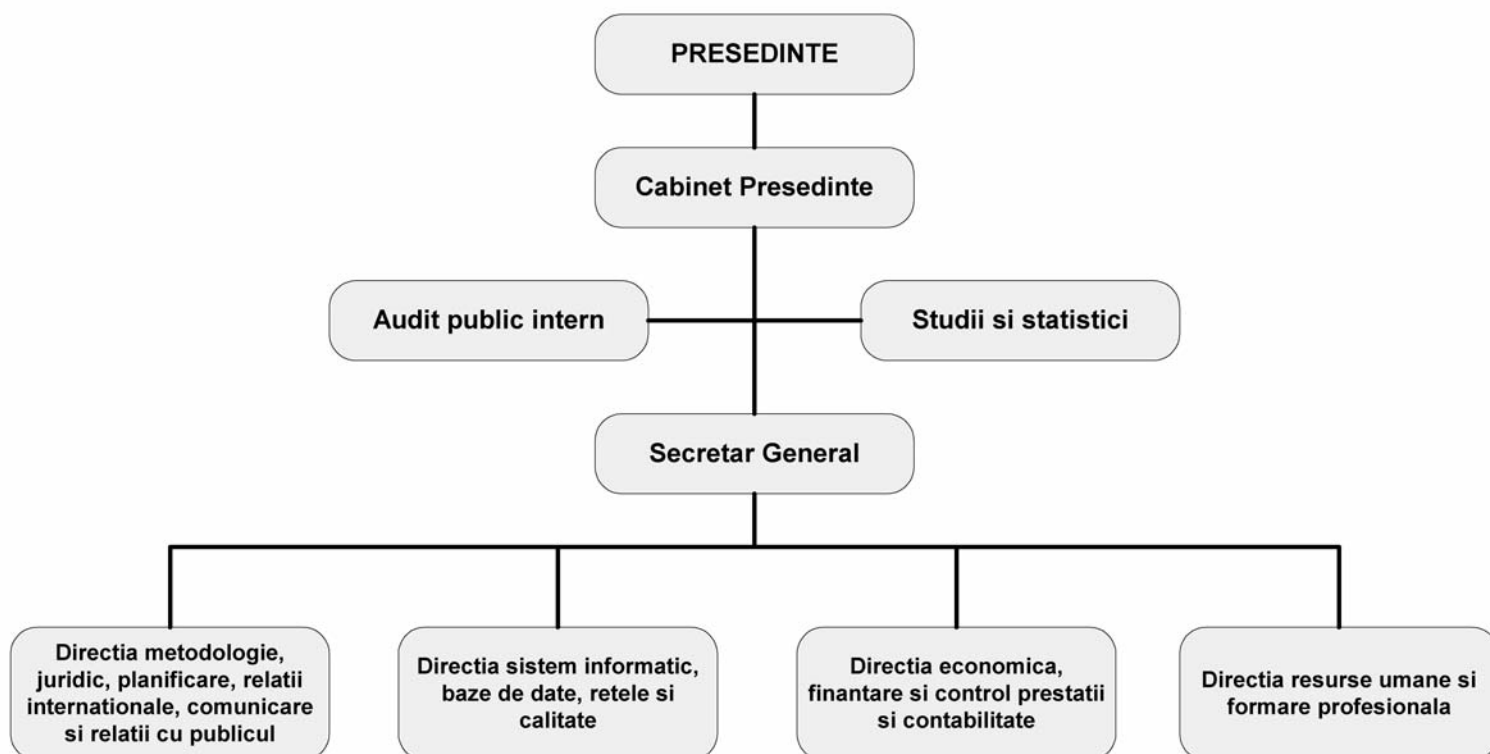 PRESEDINTE
Cabinet Presedinte
Audit public intern
Studii si statistici
Secretar General
Directia metodologie,
juridic, planificare, relatii
internationale, comunicare
si relatii cu publicul
Directia sistem informatic,
baze de date, retele si
calitate
Directia economica,
finantare si control prestatii
si contabilitate
Directia resurse umane si
formare profesionala